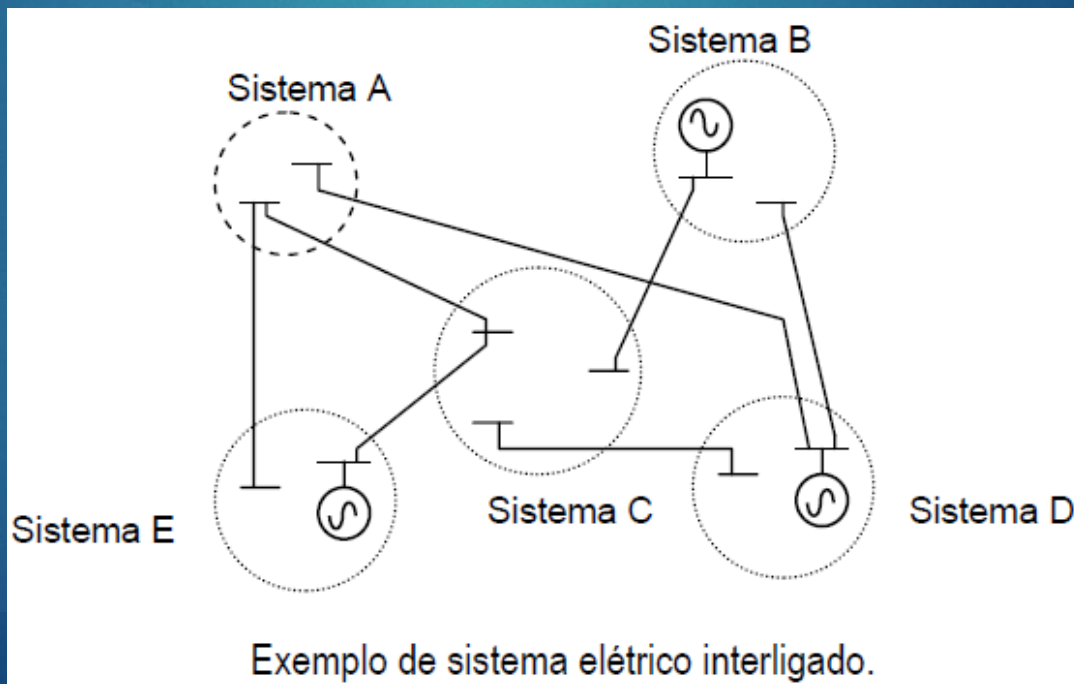 Sistema B
Sistema A
Sistema C
Sistema D
Sistema E
Exemplo de sistema elétrico interligado.